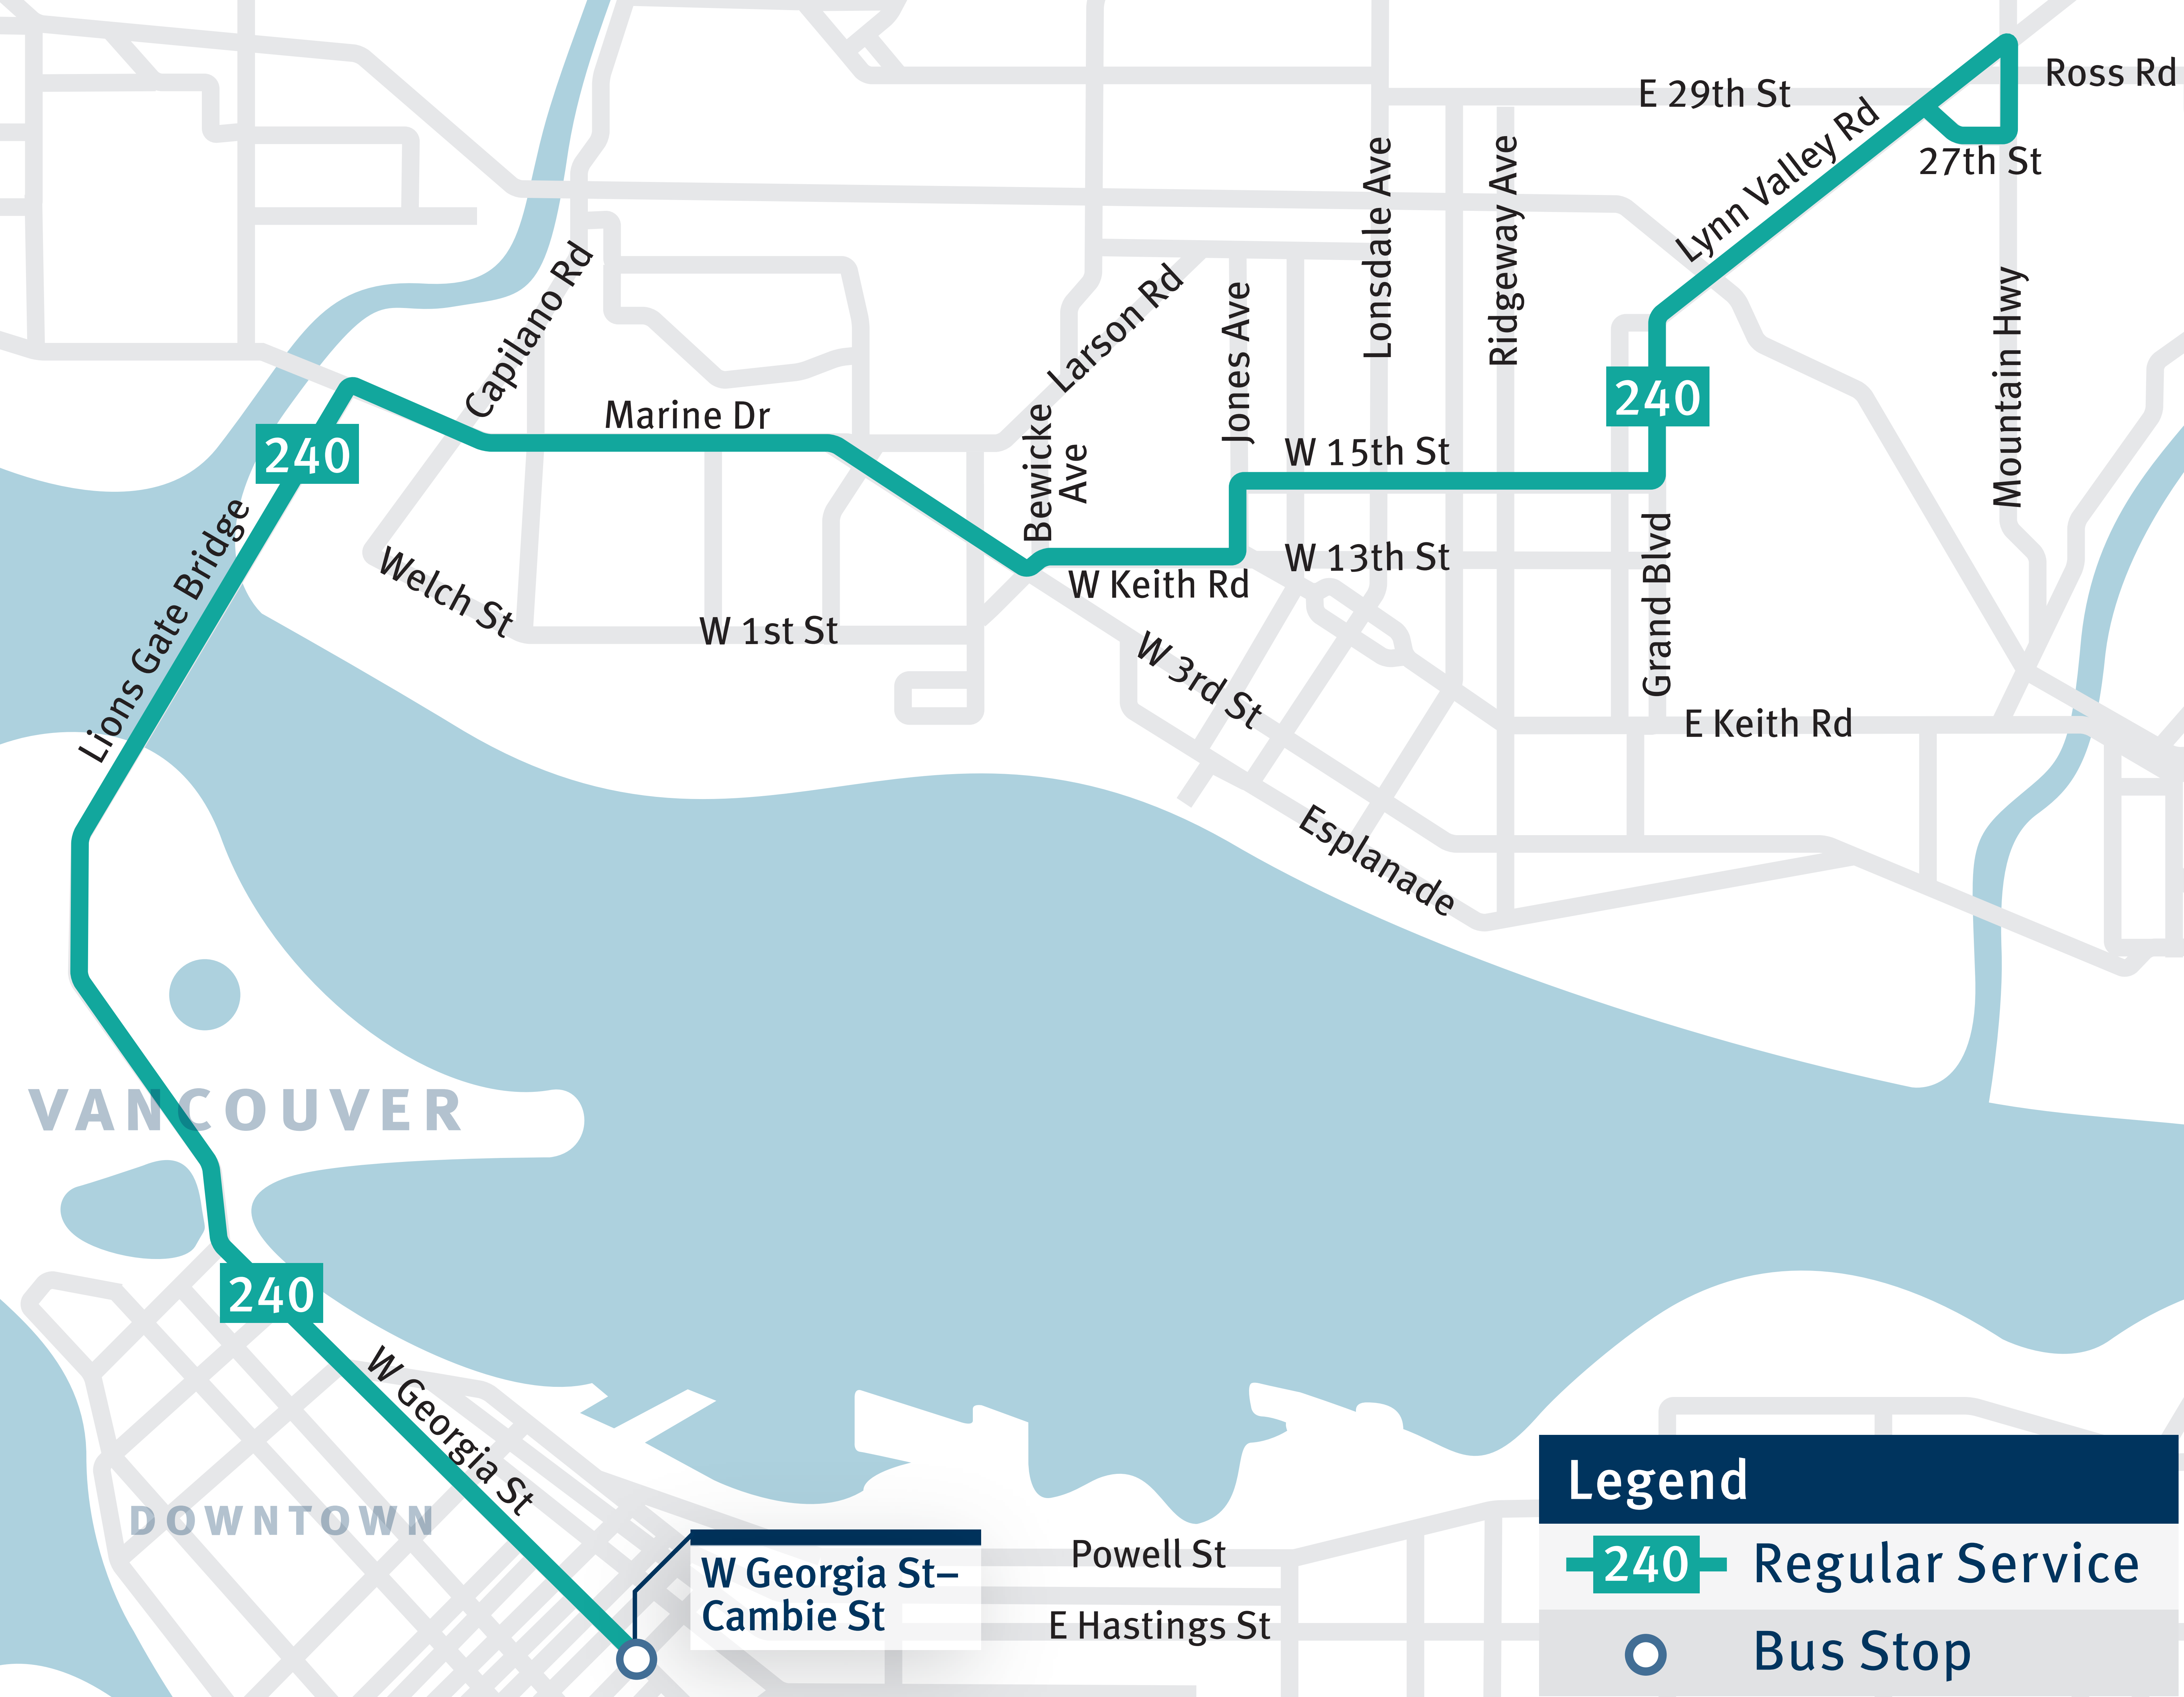 Ross Rd
E 29th St
Lynn Valley Rd
27th St
Lonsdale Ave
Ridgeway Ave
Capilano Rd
Larson Rd
Jones Ave
Mountain Hwy
240
Marine Dr
Bewicke
Ave
W 15th St
240
Lions Gate Bridge
Welch St
W 13th St
W Keith Rd
Grand Blvd
W 1st St
W 3rd St
E Keith Rd
Esplanade
VANCOUVER
240
W Georgia St
DOWNTOWN
W Georgia St–
Cambie St
Powell St
E Hastings St
Legend
240 Regular Service
Bus Stop